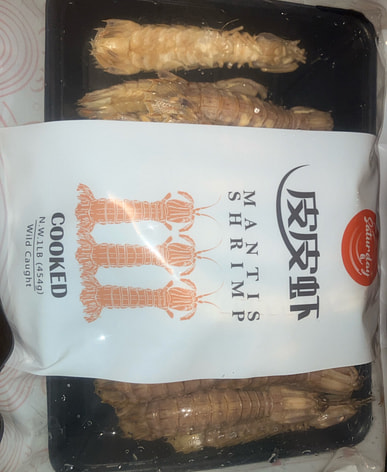 Saturday
皮皮虾
MANTIS
SHRIMP
COOKED
N.W.1LB (454g)
Wild Caught